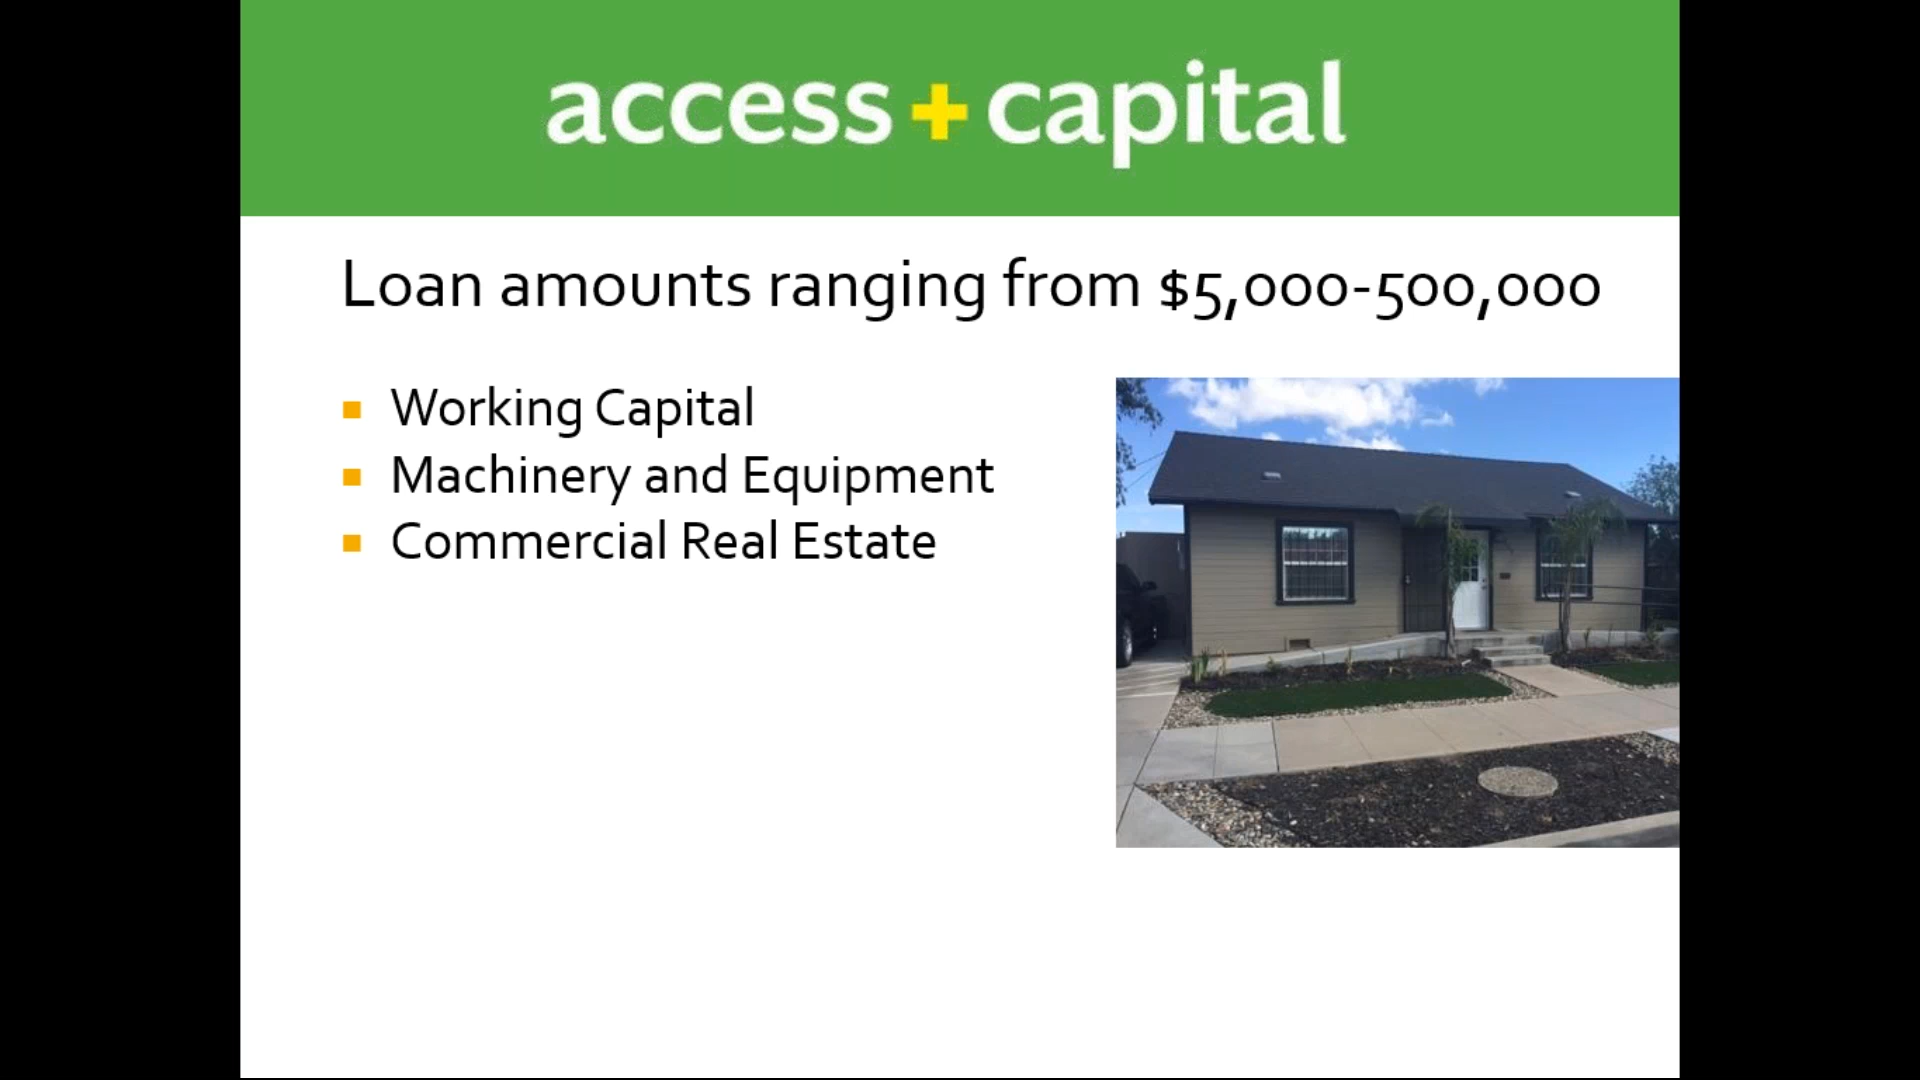 access + capital
Loan amounts ranging from $5,000-500,000
Working Capital
Machinery and Equipment
Commercial Real Estate